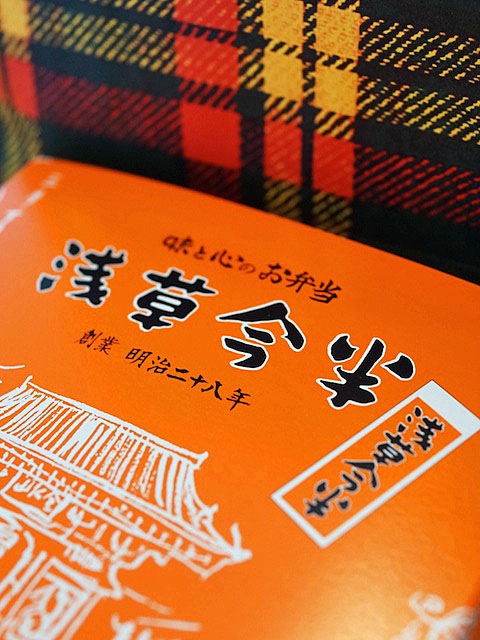 味と心のお弁当
浅草今半
創業 明治二十八年
浅草今半